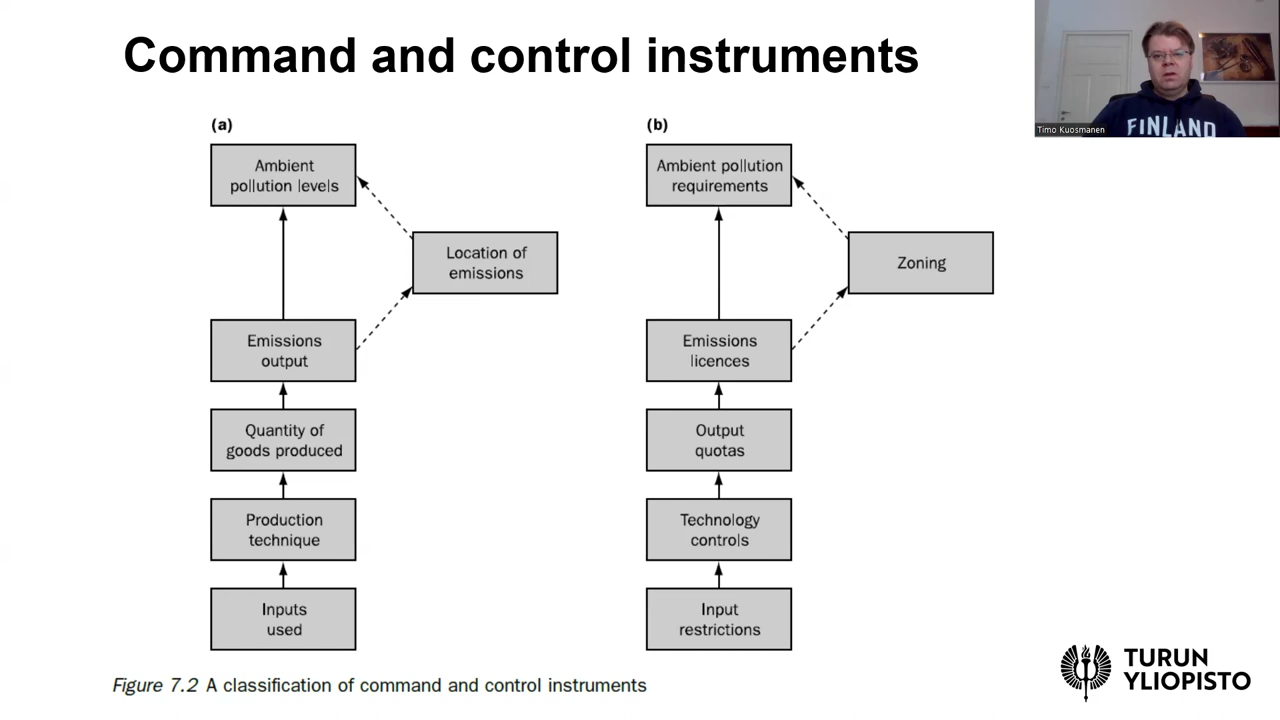 Command and control instruments
Timo Kuosmanen
FINLAND
(a)
Ambient
pollution levels
Location of
emissions
Emissions
output
Quantity of
goods produced
Production
technique
Inputs
used
(b)
Ambient pollution
requirements
Zoning
Emissions
licences
Output
quotas
Technology
controls
Input
restrictions
Figure 7.2 A classification of command and control instruments
TURUN
YLIOPISTO